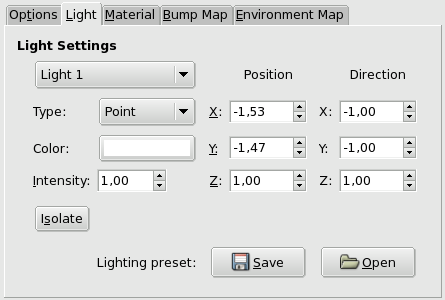 Options Light Material Bump Map Environment Map
Light Settings
Light 1 Position Direction
Type: Point X: -1,53 X: -1,00
Color: Y: -1,47 Y: -1,00
Intensity: 1,00 Z: 1,00 Z: 1,00
Isolate
Lighting preset: Save Open